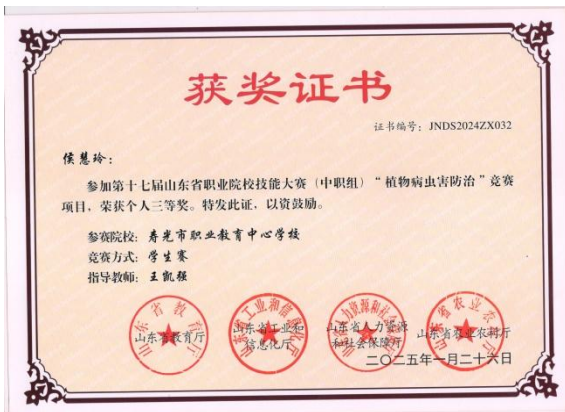 获奖证书
证书编号：JNDS2024ZX032
侯慧玲：
参加第十七届山东省职业院校技能大赛（中职组）“植物病虫害防治”竞赛
项目，荣获个人三等奖。特发此证，以资鼓励。
参赛院校：寿光市职业教育中心学校
竞赛方式：学生赛
指导教师：王凯强
山东省教育厅
山东省工业和
信息化厅
山东省人力资源
和社会保障厅
山东省农业农村厅
二〇二五年一月二十六日